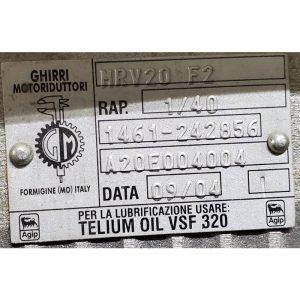 GHIRRI
MOTORIDUTTORI
GM
FORMIGINE (MO) ITALY
MRV20 F2
RAP. 1/40
1461-242856
A20E004004
DATA 09/04 1
PER LA LUBRIFICAZIONE USARE:
Agip TELIUM OIL VSF 320 Agip